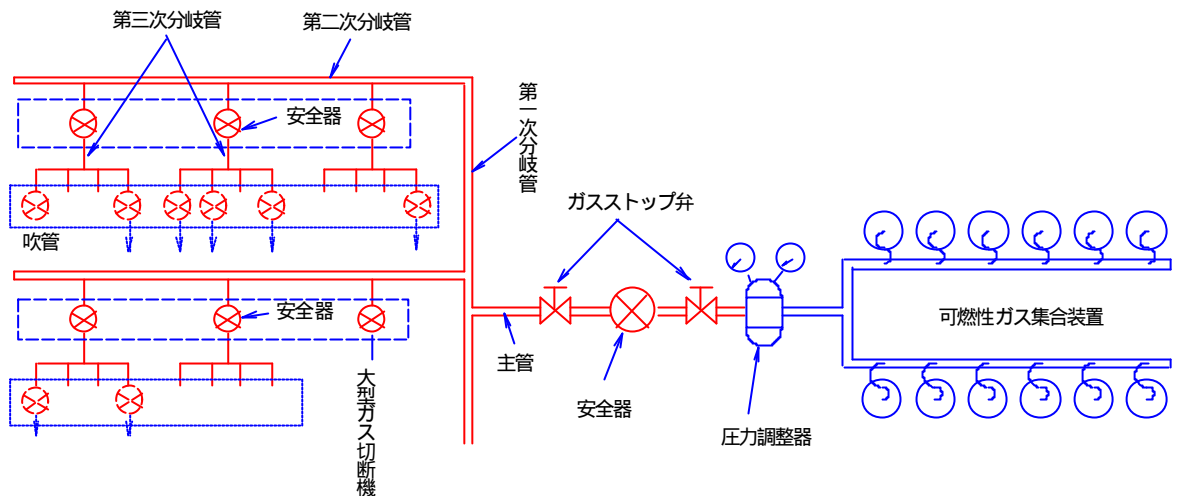 第三次分岐管
第二次分岐管
安全器
第一次分岐管
吹管
ガスストップ弁
安全器
可燃性ガス集合装置
主管
大型ガス切断機
安全器
圧力調整器